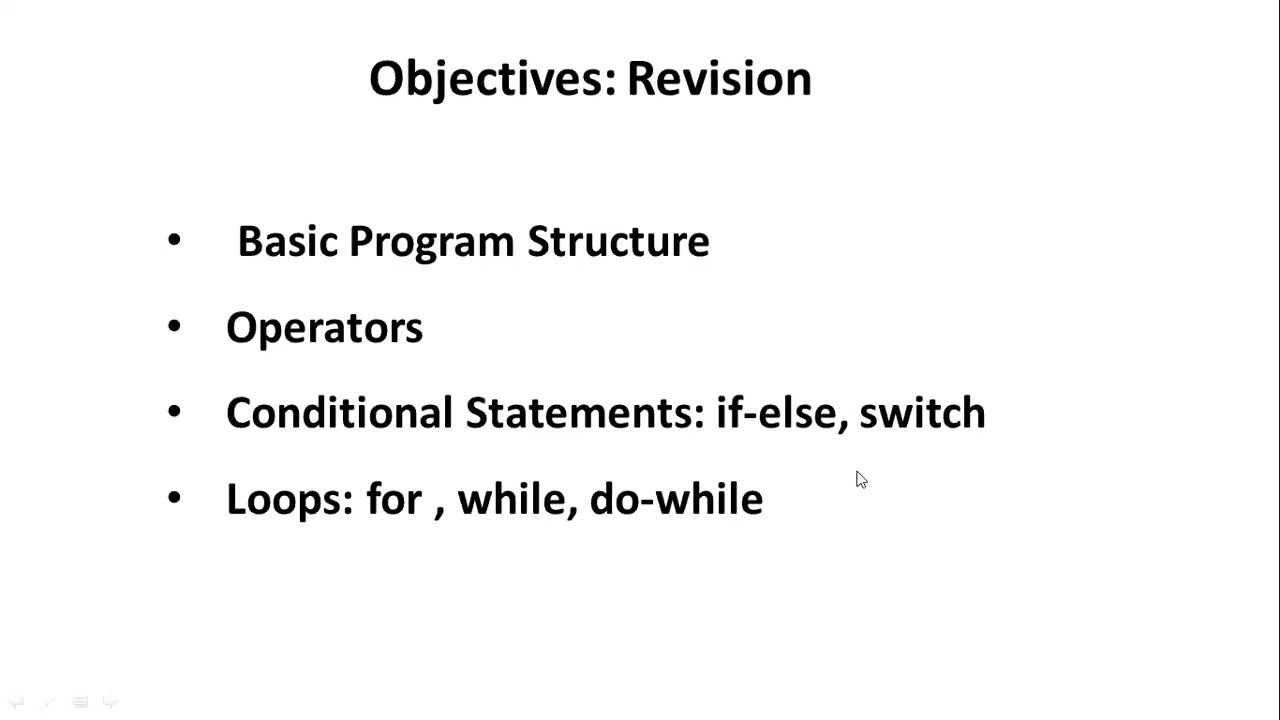 Objectives: Revision
• Basic Program Structure
• Operators
• Conditional Statements: if-else, switch
• Loops: for , while, do-while